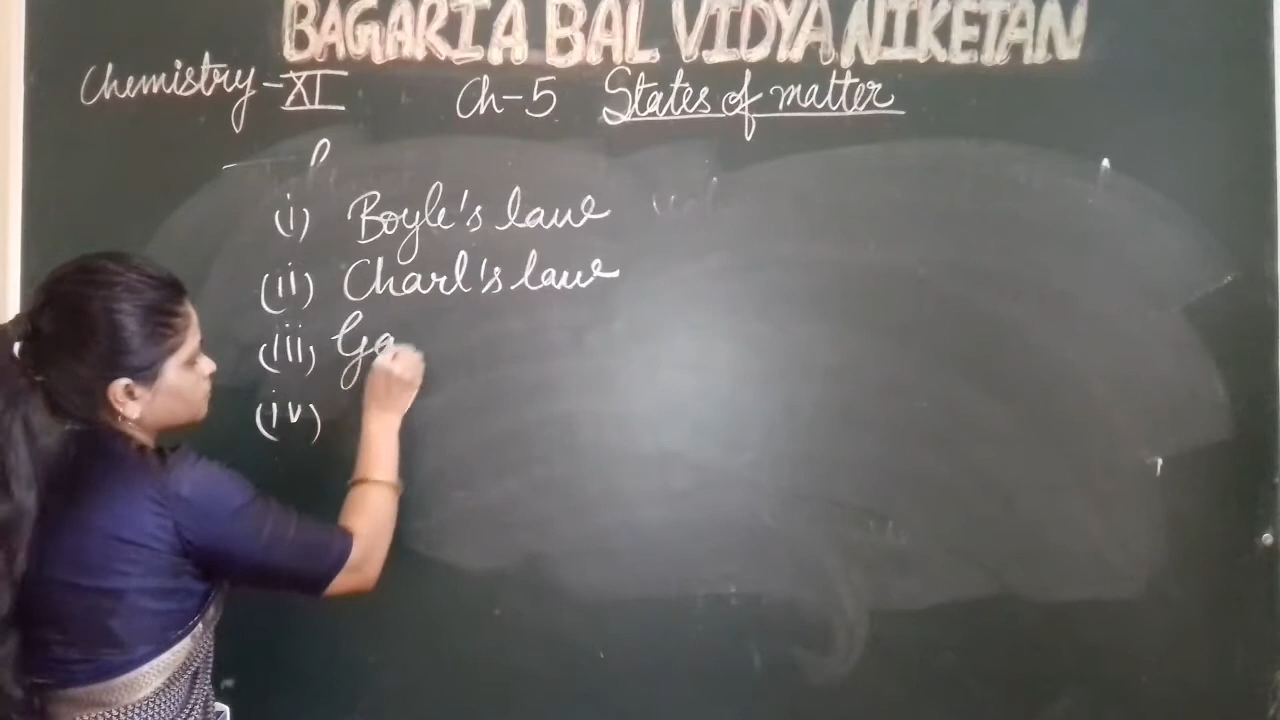 BAGARIA BAL VIDYA NIKETAN
Chemistry-XI Ch-5 States of matter
(i) Boyle's law
(ii) Charl's law
(iii) Ga
(iv)